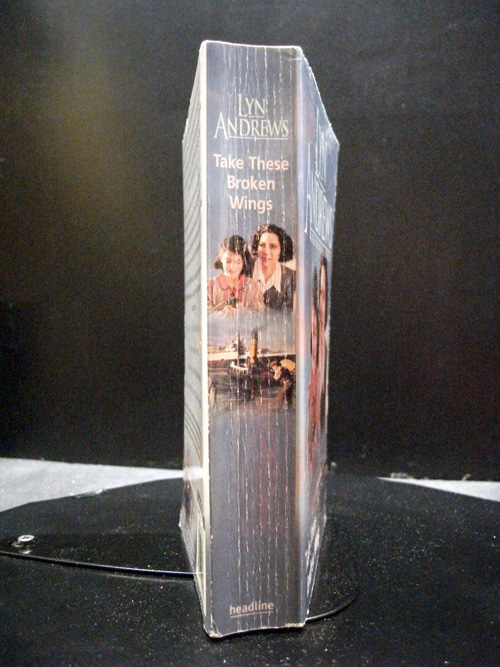 LYN
ANDREWS
Take These
Broken
Wings
headline